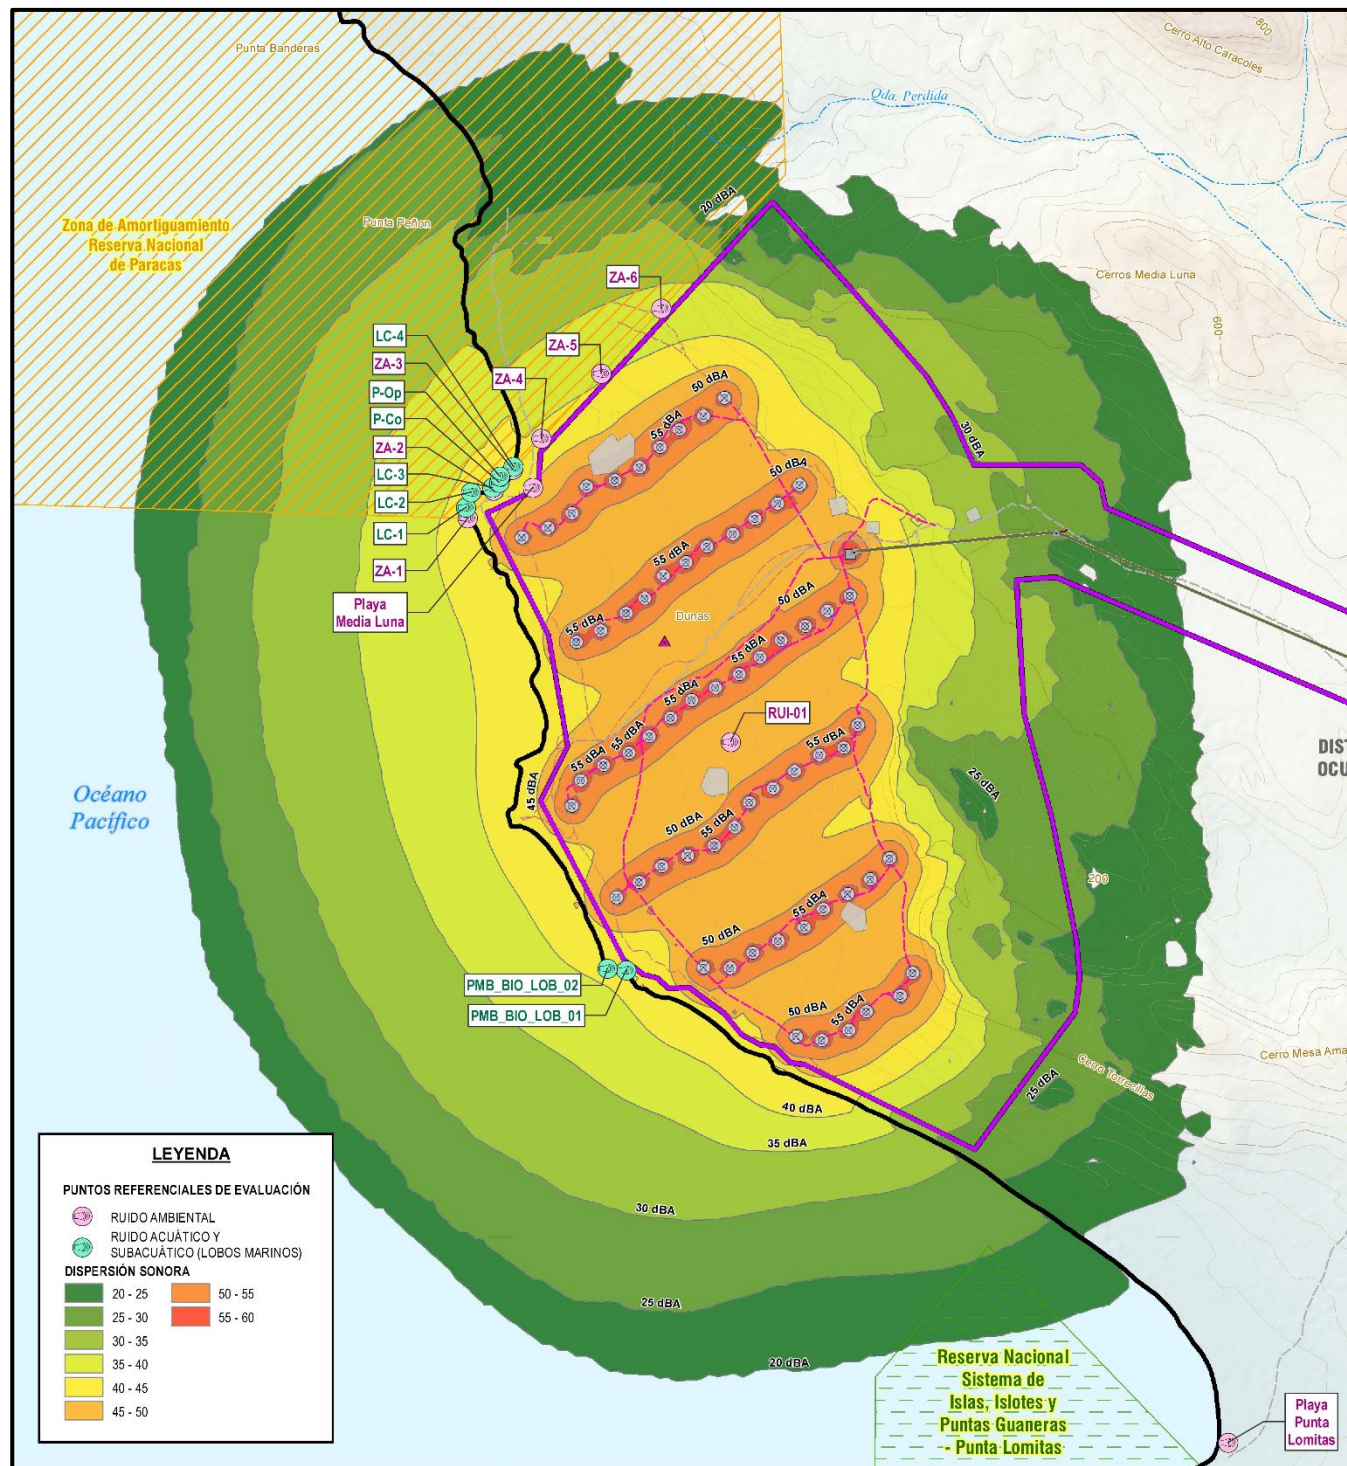 Punta Banderas
Cerro Alto Caracoles
800
Qda. Perdida
Zona de Amortiguamiento
Reserva Nacional
de Paracas
Punta Peñon
20 dBA
Cerros Media Luna
600
ZA-6
LC-4
ZA-5
ZA-3
ZA-4
P-Op
P-Co
ZA-2
LC-3
LC-2
LC-1
ZA-1
Playa
Media Luna
50 dBA
55 dBA
30 dBA
50 dBA
55 dBA
55 dBA
Dunas
50 dBA
55 dBA
55 dBA
55 dBA
55 dBA
RUI-01
55 dBA
DIST
OCU
25 dBA
45 dBA
Océano
Pacífico
50 dBA
55 dBA
200
55 dBA
50 dBA
PMB_BIO_LOB_02
PMB_BIO_LOB_01
50 dBA
55 dBA
Cerro Mesa Ama
Cerro Torrecillas
25 dBA
40 dBA
35 dBA
30 dBA
25 dBA
20 dBA
LEYENDA
PUNTOS REFERENCIALES DE EVALUACIÓN
RUIDO AMBIENTAL
RUIDO ACUÁTICO Y
SUBACUÁTICO (LOBOS MARINOS)
DISPERSIÓN SONORA
20 - 25
50 - 55
25 - 30
55 - 60
30 - 35
35 - 40
40 - 45
45 - 50
Reserva Nacional
Sistema de
Islas, Islotes y
Puntas Guaneras
- Punta Lomitas
Playa
Punta
Lomitas